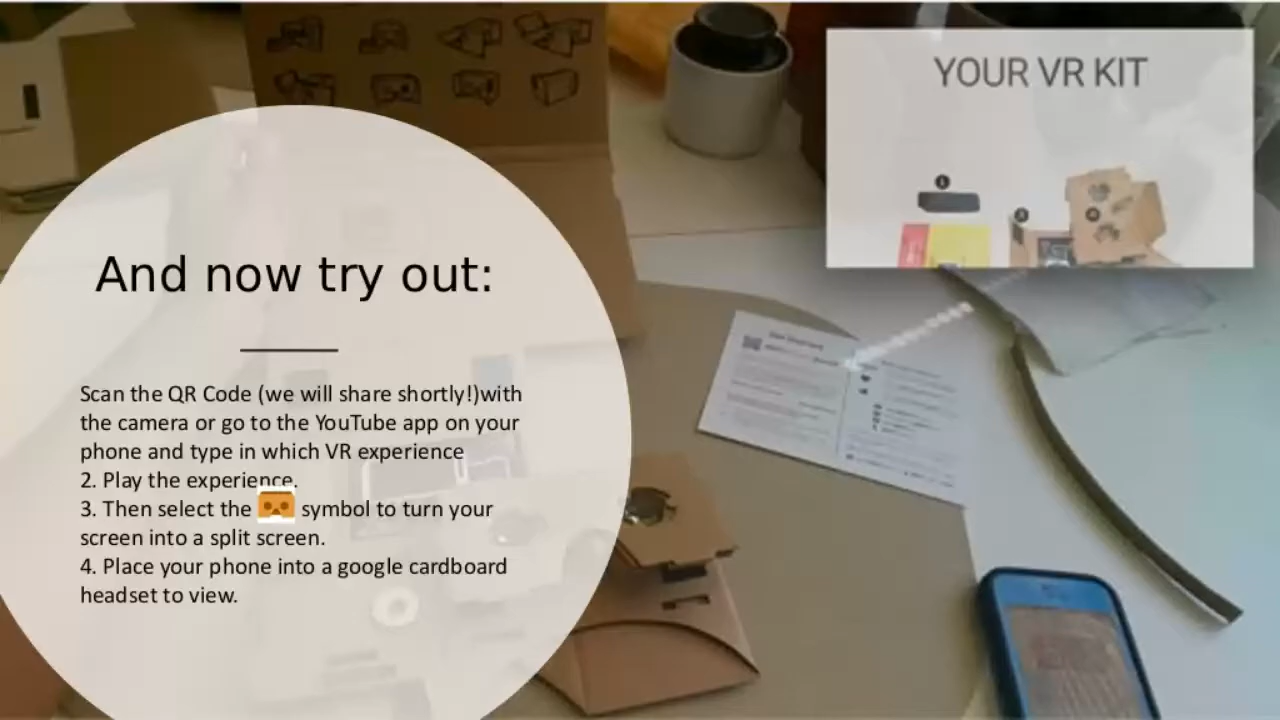 YOUR VR KIT
And now try out:
Scan the QR Code (we will share shortly!)with
the camera or go to the YouTube app on your
phone and type in which VR experience
2. Play the experience.
3. Then select the symbol to turn your
screen into a split screen.
4. Place your phone into a google cardboard
headset to view.